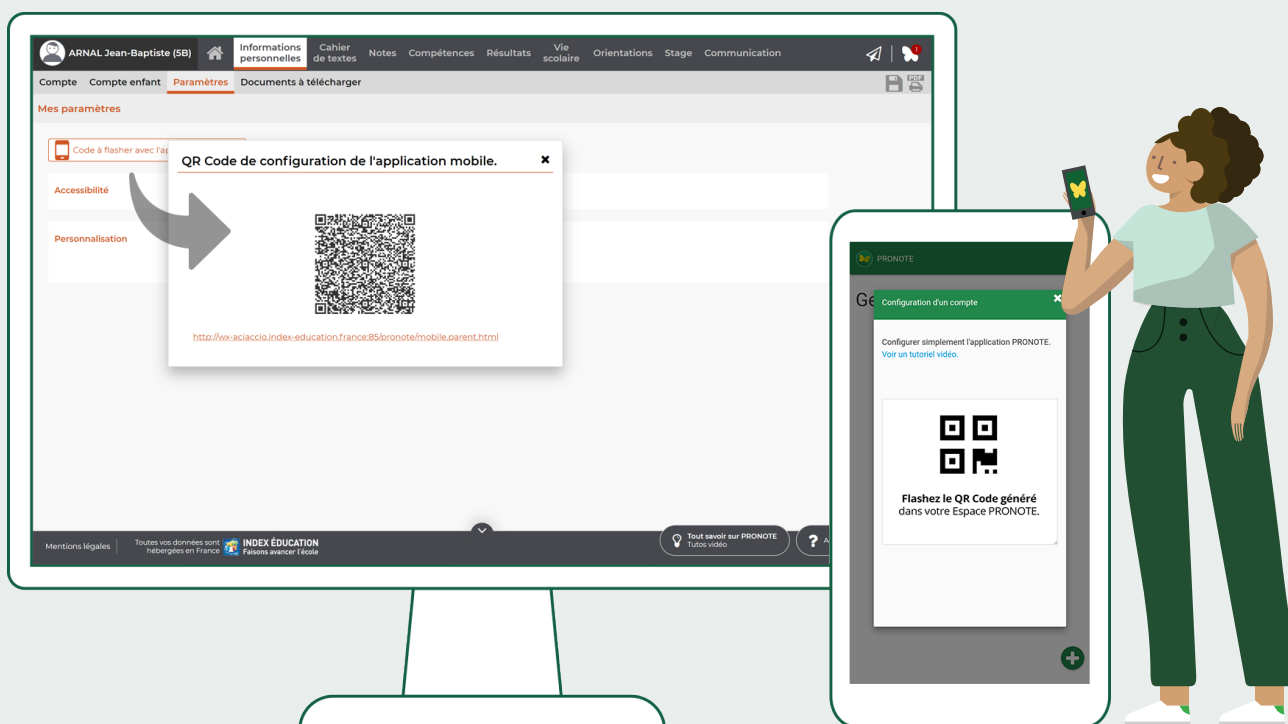 ARNAL Jean-Baptiste (5B)
Informations personnelles
Cahier de textes
Notes
Compétences
Résultats
Vie scolaire
Orientations
Stage
Communication
1
Compte
Compte enfant
Paramètres
Documents à télécharger
PDF
Mes paramètres
Code à flasher avec l'ap
QR Code de configuration de l'application mobile.
Accessibilité
Personnalisation
http://wx-aciaccio.index-education.france:85/pronote/mobile.parent.html
Mentions légales
Toutes vos données sont
hébergées en France
INDEX ÉDUCATION
Faisons avancer l'école
Tout savoir sur PRONOTE
Tutos vidéo
? A
PRONOTE
Ge
Configuration d'un compte
Configurer simplement l'application PRONOTE.
Voir un tutoriel vidéo.
Flashez le QR Code généré
dans votre Espace PRONOTE.